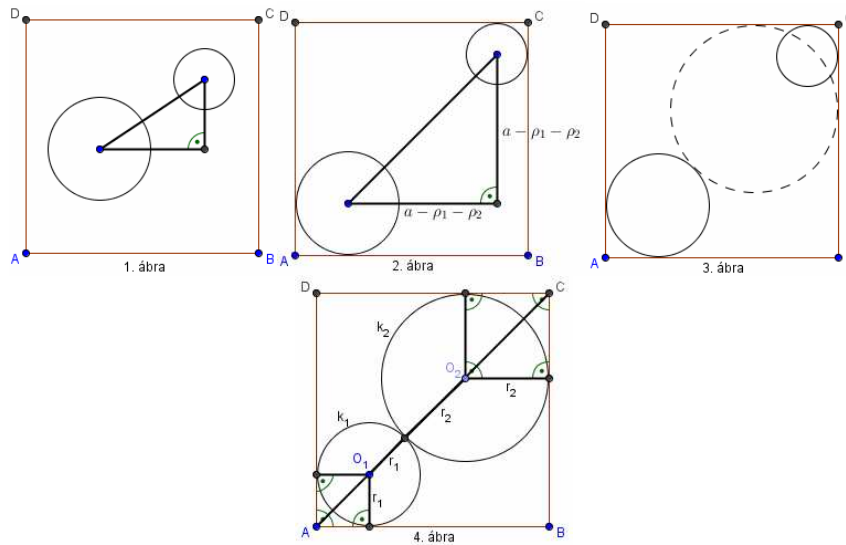 D C
A B
1. ábra
D C
a − ρ₁ − ρ₂
a − ρ₁ − ρ₂
A B
2. ábra
D
A
3. ábra
D C
k₂
O₂
r₂
r₂
k₁
O₁
r₁
r₁
A B
4. ábra